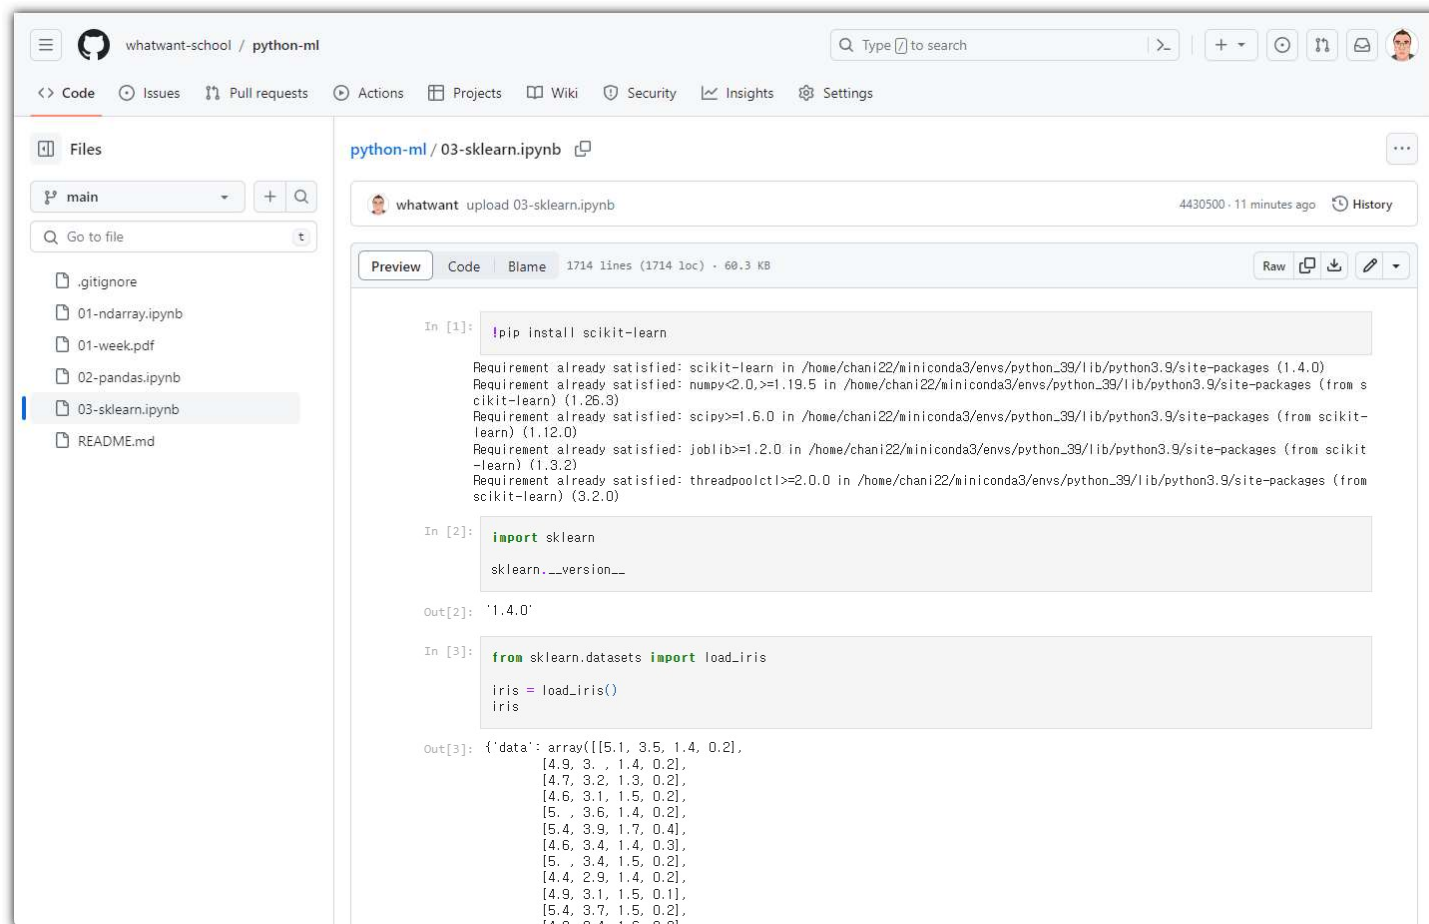 whatwant-school / python-ml
Type / to search
Code Issues Pull requests Actions Projects Wiki Security Insights Settings
Files
main
Go to file t
.gitignore
01-ndarray.ipynb
01-week.pdf
02-pandas.ipynb
03-sklearn.ipynb
README.md
python-ml / 03-sklearn.ipynb
whatwant upload 03-sklearn.ipynb 4430500 · 11 minutes ago History
Preview Code Blame 1714 lines (1714 loc) · 60.3 KB Raw
In [1]: !pip install scikit-learn
Requirement already satisfied: scikit-learn in /home/chani22/miniconda3/envs/python_39/lib/python3.9/site-packages (1.4.0)
Requirement already satisfied: numpy<2.0,>=1.19.5 in /home/chani22/miniconda3/envs/python_39/lib/python3.9/site-packages (from s
cikit-learn) (1.26.3)
Requirement already satisfied: scipy>=1.6.0 in /home/chani22/miniconda3/envs/python_39/lib/python3.9/site-packages (from scikit-
learn) (1.12.0)
Requirement already satisfied: joblib>=1.2.0 in /home/chani22/miniconda3/envs/python_39/lib/python3.9/site-packages (from scikit
-learn) (1.3.2)
Requirement already satisfied: threadpoolctl>=2.0.0 in /home/chani22/miniconda3/envs/python_39/lib/python3.9/site-packages (from
scikit-learn) (3.2.0)
In [2]: import sklearn
sklearn.__version__
Out[2]: '1.4.0'
In [3]: from sklearn.datasets import load_iris
iris = load_iris()
iris
Out[3]: {'data': array([[5.1, 3.5, 1.4, 0.2],
[4.9, 3. , 1.4, 0.2],
[4.7, 3.2, 1.3, 0.2],
[4.6, 3.1, 1.5, 0.2],
[5. , 3.6, 1.4, 0.2],
[5.4, 3.9, 1.7, 0.4],
[4.6, 3.4, 1.4, 0.3],
[5. , 3.4, 1.5, 0.2],
[4.4, 2.9, 1.4, 0.2],
[4.9, 3.1, 1.5, 0.1],
[5.4, 3.7, 1.5, 0.2],